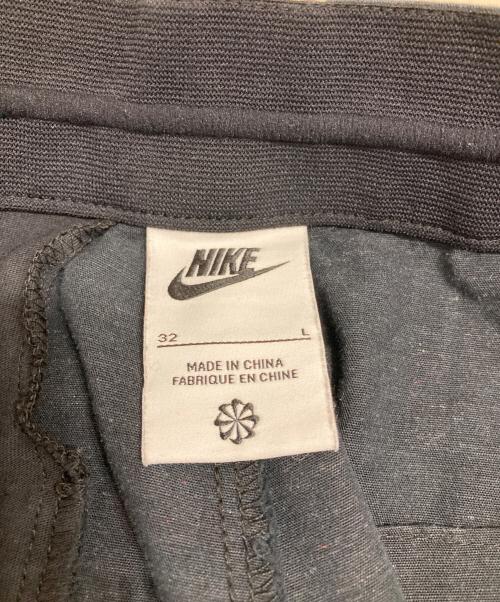 NIKE
32 L
MADE IN CHINA
FABRIQUE EN CHINE